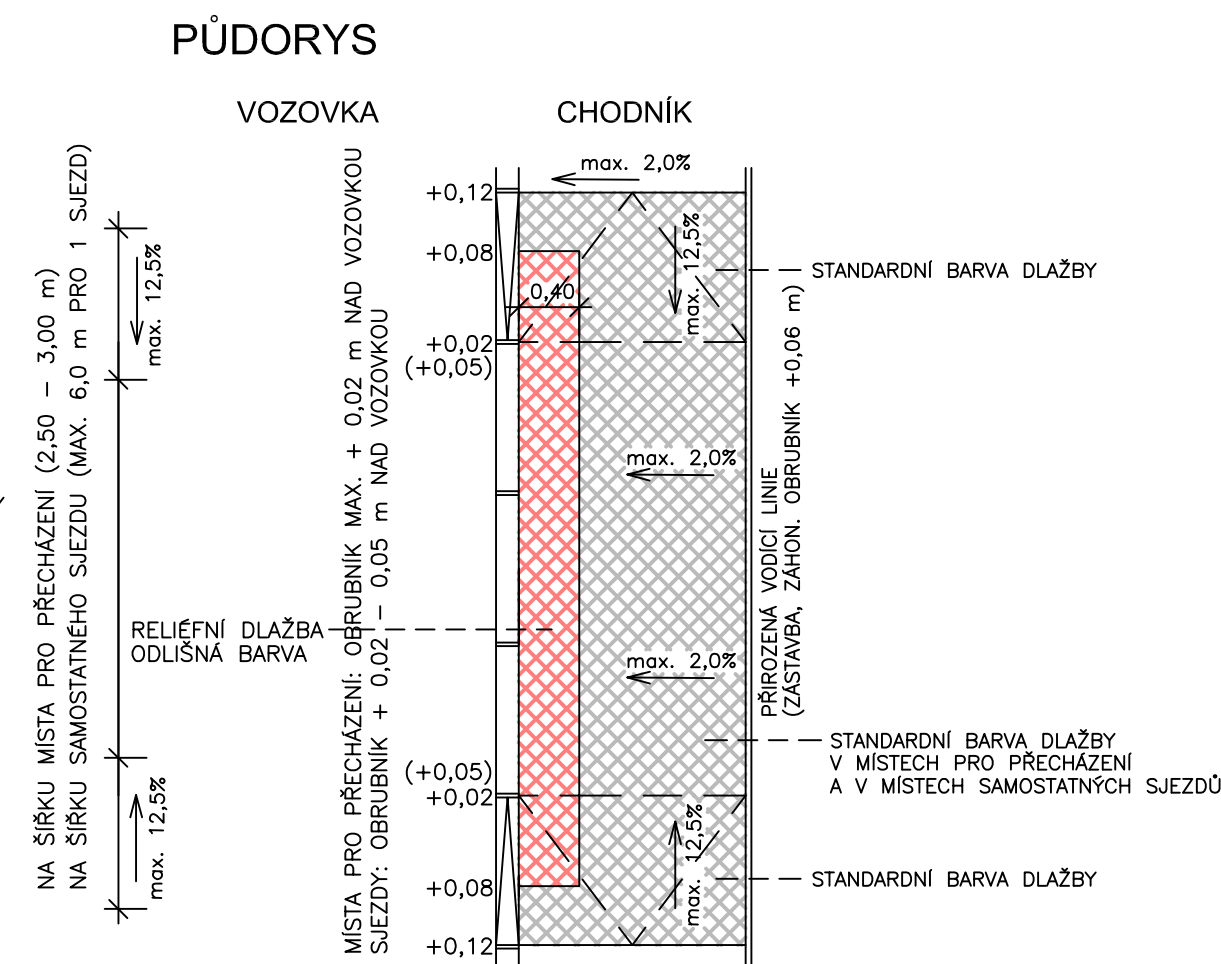 PŮDORYS
VOZOVKA
CHODNÍK
max. 2,0%
+0,12
+0,08
0,40
+0,02
(+0,05)
max. 12,5%
max. 12,5%
STANDARDNÍ BARVA DLAŽBY
NA ŠÍŘKU MÍSTA PRO PŘECHÁZENÍ (2,50 – 3,00 m)
NA ŠÍŘKU SAMOSTATNÉHO SJEZDU (MAX. 6,0 m PRO 1 SJEZD)
MÍSTA PRO PŘECHÁZENÍ: OBRUBNÍK MAX. + 0,02 m NAD VOZOVKOU
SJEZDY: OBRUBNÍK + 0,02 – 0,05 m NAD VOZOVKOU
max. 2,0%
PŘIROZENÁ VODÍCÍ LINIE
(ZÁSTAVBA, ZÁHON. OBRUBNÍK +0,06 m)
RELIÉFNÍ DLAŽBA
ODLIŠNÁ BARVA
max. 2,0%
STANDARDNÍ BARVA DLAŽBY
V MÍSTECH PRO PŘECHÁZENÍ
A V MÍSTECH SAMOSTATNÝCH SJEZDŮ
(+0,05)
+0,02
max. 12,5%
max. 12,5%
+0,08
STANDARDNÍ BARVA DLAŽBY
+0,12